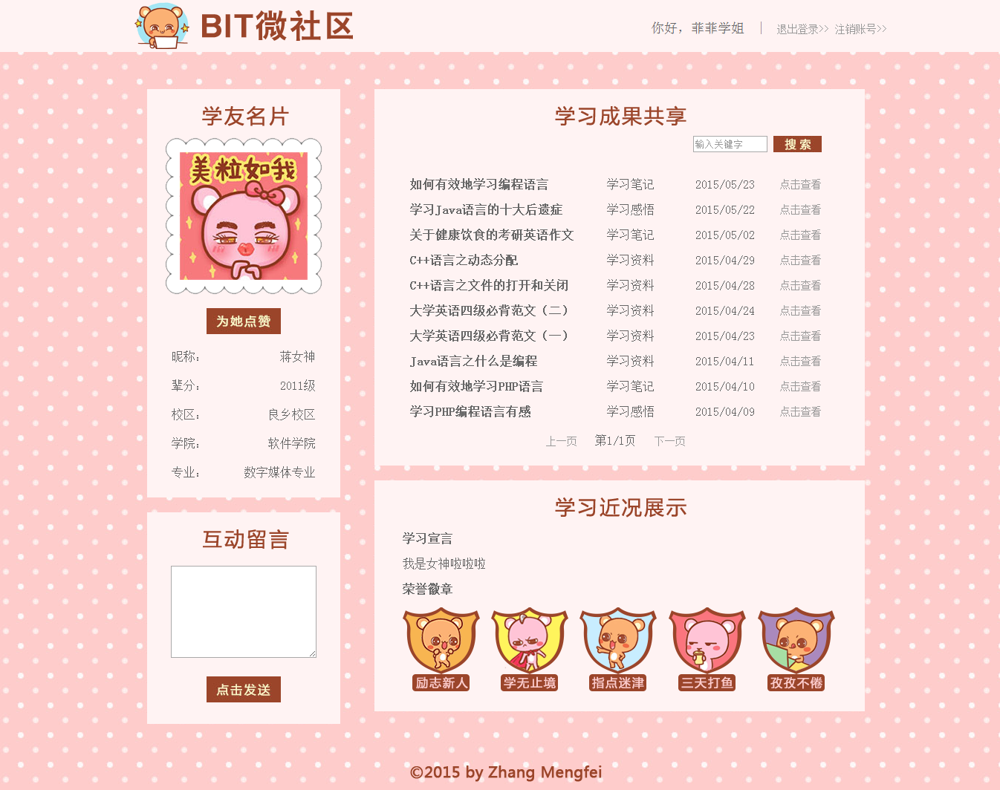 BIT微社区
你好，菲菲学姐 | 退出登录>> 注销账号>>
学友名片
美粒如我
为她点赞
昵称： 蒋女神
辈分： 2011级
校区： 良乡校区
学院： 软件学院
专业： 数字媒体专业
互动留言
点击发送
学习成果共享
输入关键字 搜 索
如何有效地学习编程语言 学习笔记 2015/05/23 点击查看
学习Java语言的十大后遗症 学习感悟 2015/05/22 点击查看
关于健康饮食的考研英语作文 学习笔记 2015/05/02 点击查看
C++语言之动态分配 学习资料 2015/04/29 点击查看
C++语言之文件的打开和关闭 学习资料 2015/04/28 点击查看
大学英语四级必背范文（二） 学习资料 2015/04/24 点击查看
大学英语四级必背范文（一） 学习资料 2015/04/23 点击查看
Java语言之什么是编程 学习资料 2015/04/11 点击查看
如何有效地学习PHP语言 学习笔记 2015/04/10 点击查看
学习PHP编程语言有感 学习感悟 2015/04/09 点击查看
上一页 第1/1页 下一页
学习近况展示
学习宣言
我是女神啦啦啦
荣誉徽章
励志新人 学无止境 指点迷津 三天打鱼 孜孜不倦
©2015 by Zhang Mengfei